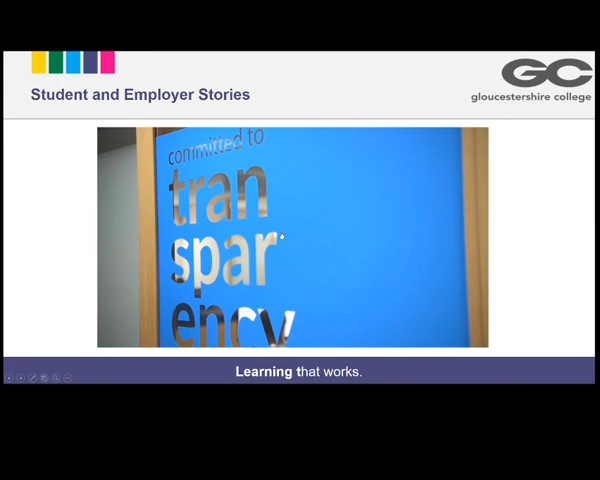 GC
gloucestershire college
Student and Employer Stories
committed to
tran
spar
ency
Learning that works.